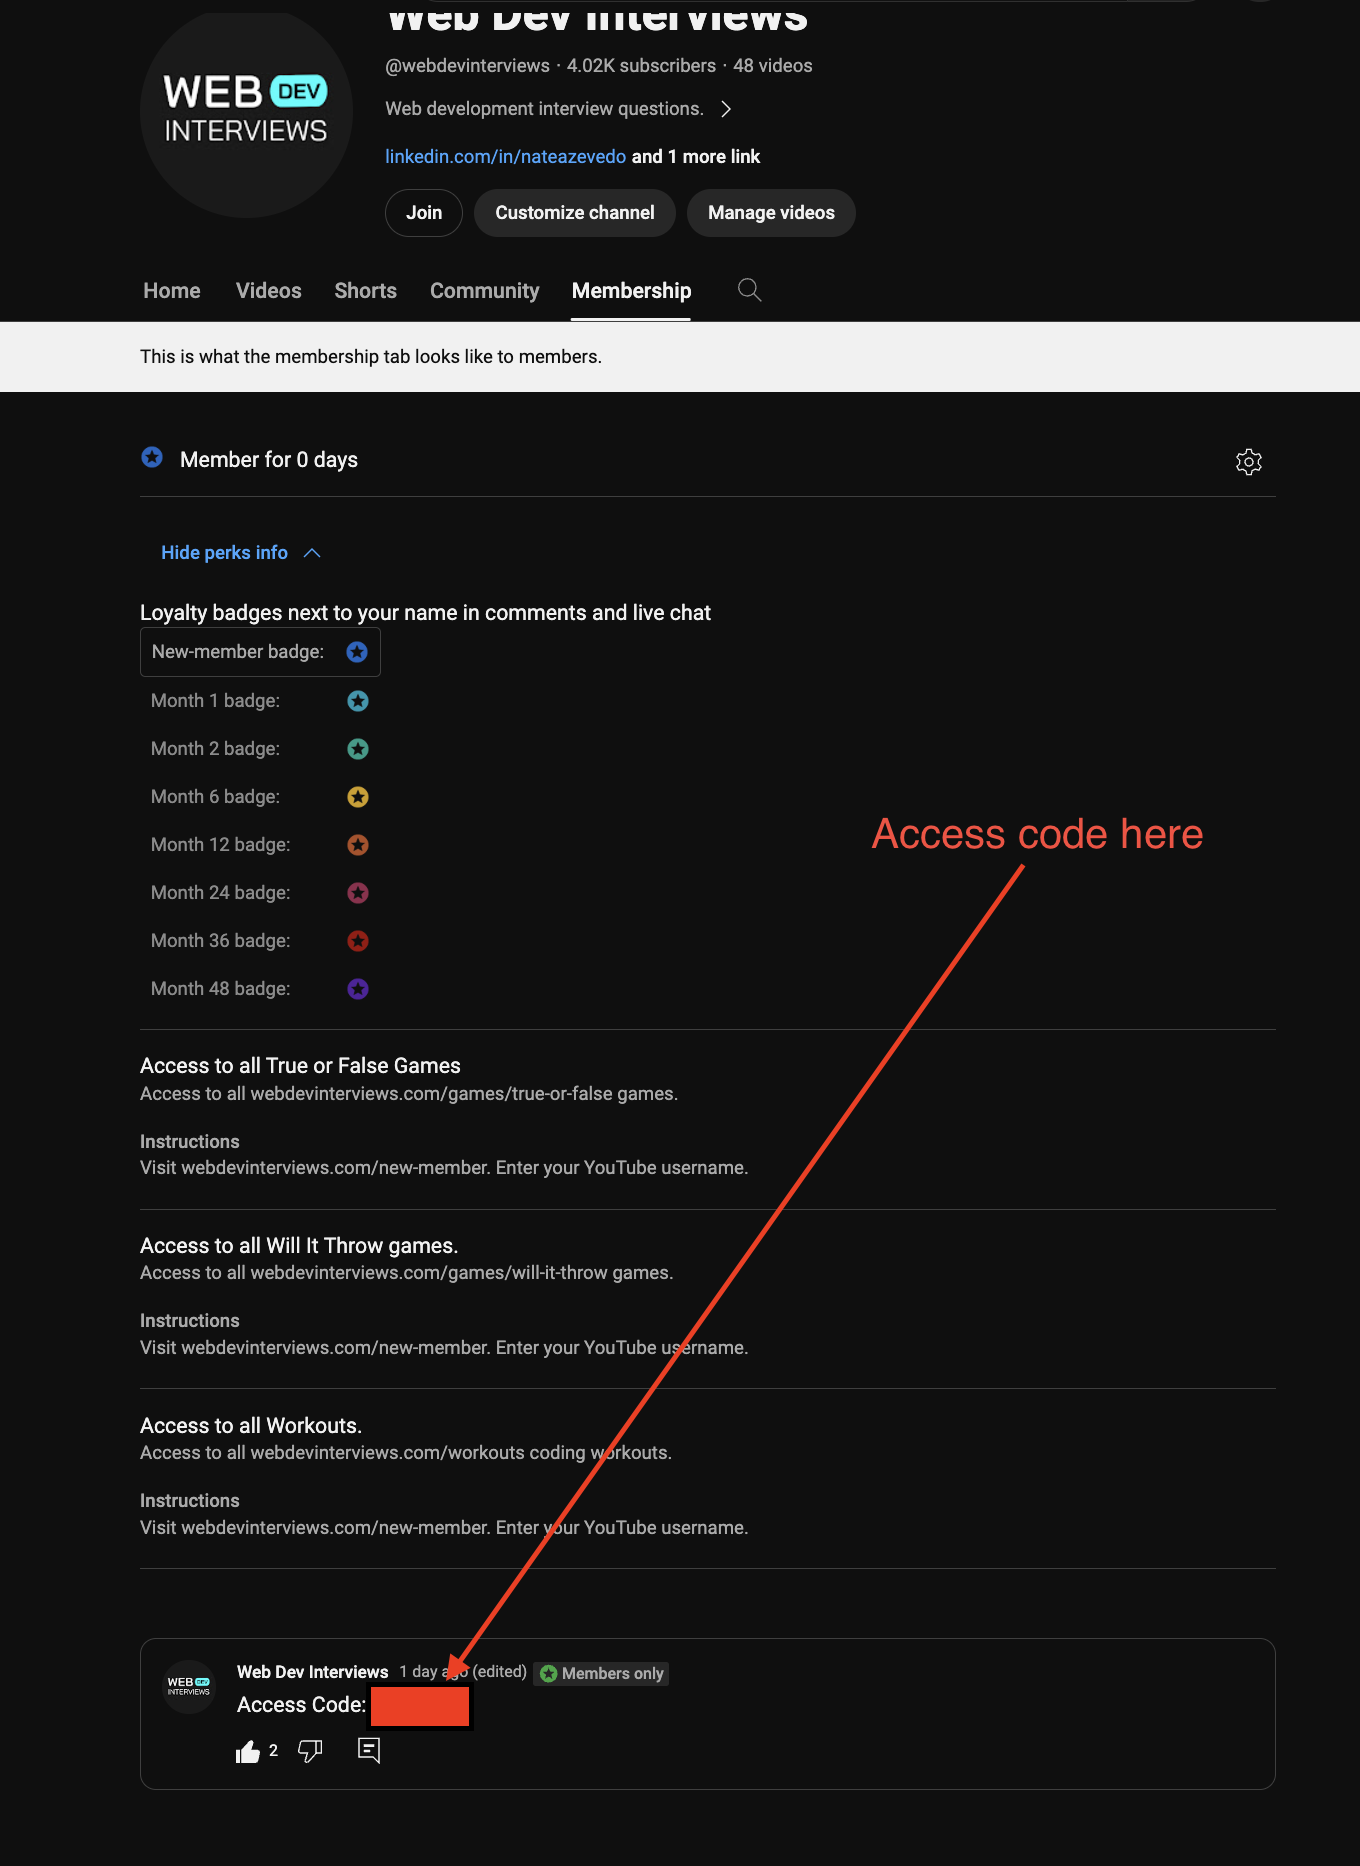 Web Dev Interviews
WEB DEV
INTERVIEWS
@webdevinterviews · 4.02K subscribers · 48 videos
Web development interview questions.
linkedin.com/in/nateazevedo and 1 more link
Join
Customize channel
Manage videos
Home
Videos
Shorts
Community
Membership
This is what the membership tab looks like to members.
Member for 0 days
Hide perks info
Loyalty badges next to your name in comments and live chat
New-member badge:
Month 1 badge:
Month 2 badge:
Month 6 badge:
Month 12 badge:
Month 24 badge:
Month 36 badge:
Month 48 badge:
Access code here
Access to all True or False Games
Access to all webdevinterviews.com/games/true-or-false games.
Instructions
Visit webdevinterviews.com/new-member. Enter your YouTube username.
Access to all Will It Throw games.
Access to all webdevinterviews.com/games/will-it-throw games.
Instructions
Visit webdevinterviews.com/new-member. Enter your YouTube username.
Access to all Workouts.
Access to all webdevinterviews.com/workouts coding workouts.
Instructions
Visit webdevinterviews.com/new-member. Enter your YouTube username.
WEB DEV
INTERVIEWS
Web Dev Interviews 1 day ago (edited) Members only
Access Code:
2